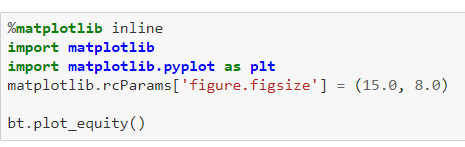 %matplotlib inline
import matplotlib
import matplotlib.pyplot as plt
matplotlib.rcParams['figure.figsize'] = (15.0, 8.0)
bt.plot_equity()